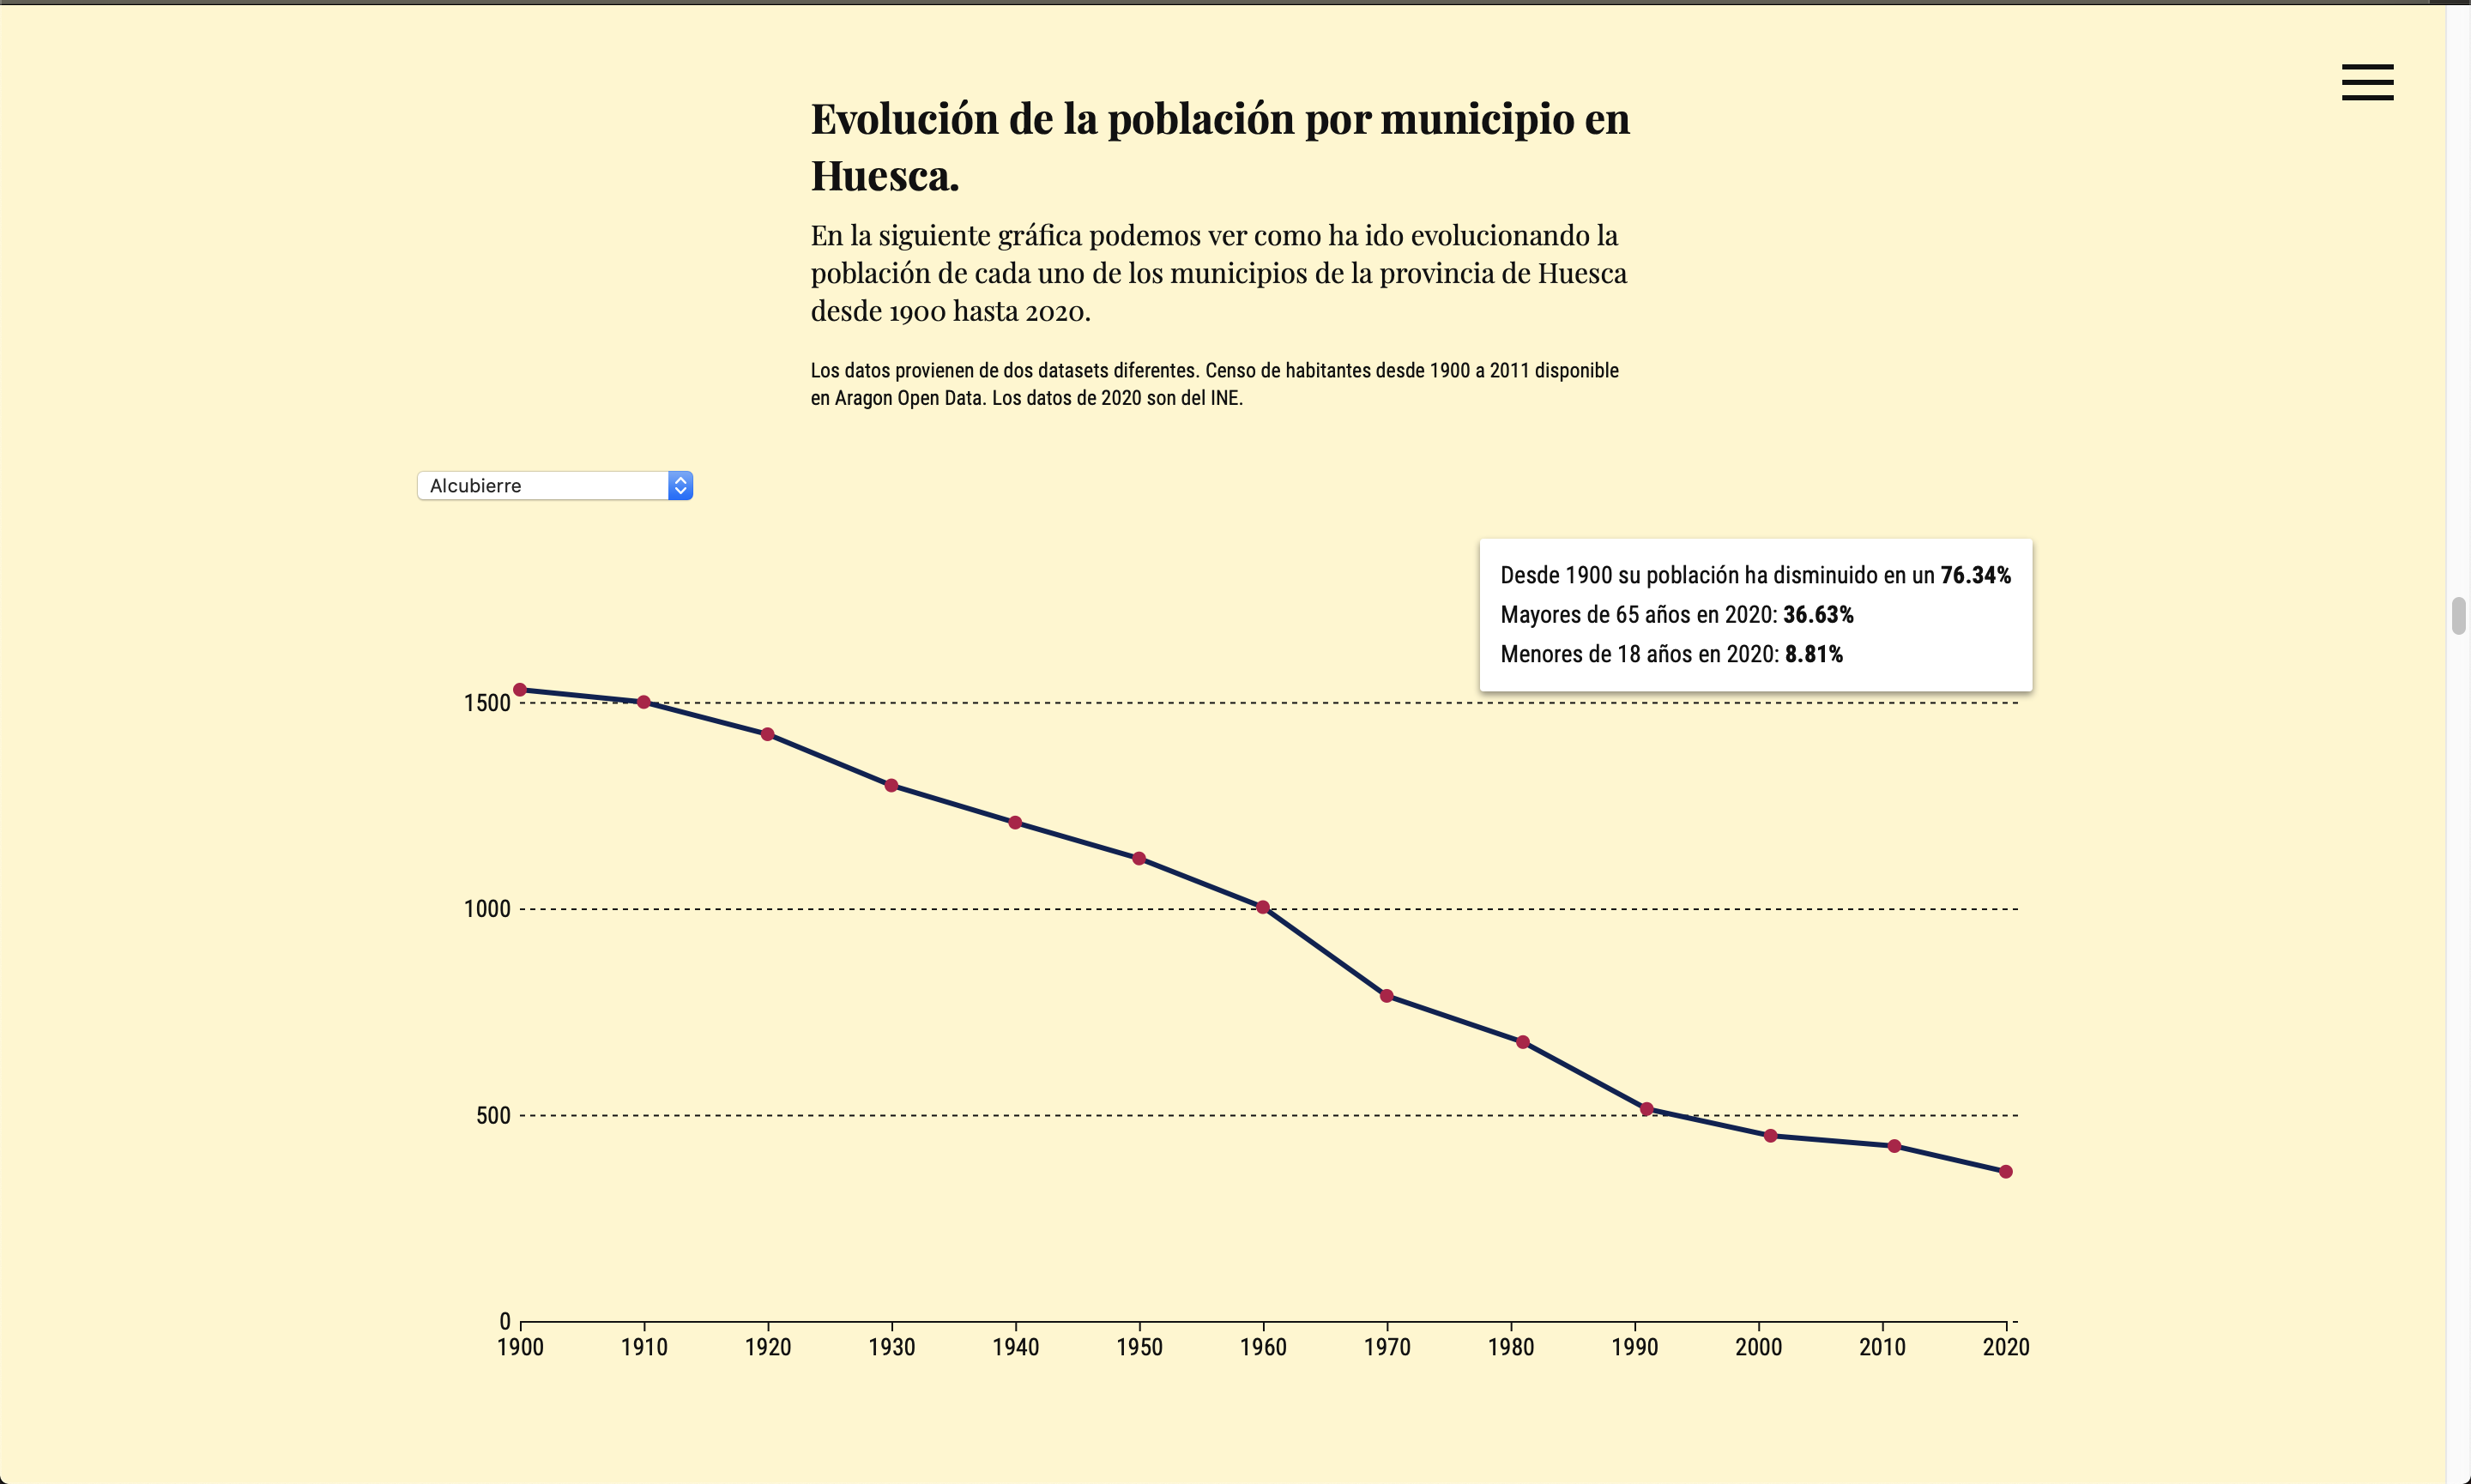 Evolución de la población por municipio en
Huesca.
En la siguiente gráfica podemos ver como ha ido evolucionando la
población de cada uno de los municipios de la provincia de Huesca
desde 1900 hasta 2020.
Los datos provienen de dos datasets diferentes. Censo de habitantes desde 1900 a 2011 disponible
en Aragon Open Data. Los datos de 2020 son del INE.
Alcubierre
Desde 1900 su población ha disminuido en un 76.34%
Mayores de 65 años en 2020: 36.63%
Menores de 18 años en 2020: 8.81%
1500
1000
500
0
1900 1910 1920 1930 1940 1950 1960 1970 1980 1990 2000 2010 2020